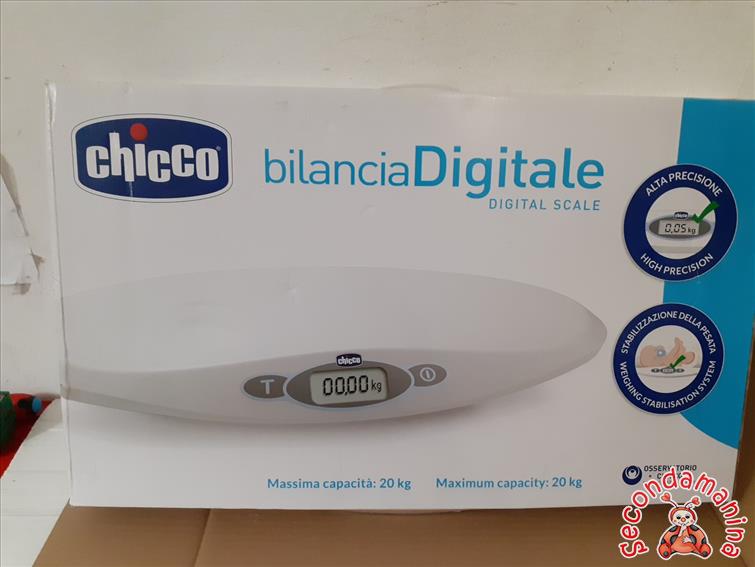 chicco
bilanciaDigitale
DIGITAL SCALE
ALTA PRECISIONE
chicco
0,05 kg
HIGH PRECISION
STABILIZZAZIONE DELLA PESATA
WEIGHING STABILISATION SYSTEM
chicco
T
00,00 kg
Massima capacità: 20 kg
Maximum capacity: 20 kg
OSSERVATORIO
Secondamanina